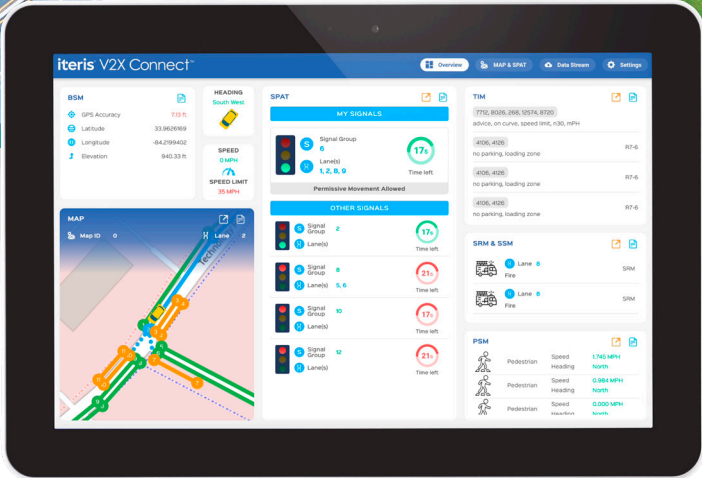 iteris V2X Connect™
Overview
MAP & SPAT
Data Stream
Settings
BSM
GPS Accuracy 7.13 ft
Latitude 33.9626169
Longitude -84.2199402
Elevation 940.33 ft
HEADING
South West
SPEED
0 MPH
SPEED LIMIT
35 MPH
MAP
Map ID 0
Lane 2
SPAT
MY SIGNALS
S Signal Group
6
Lane(s)
1, 2, 8, 9
17s
Time left
Permissive Movement Allowed
OTHER SIGNALS
S Signal Group 2
Lane(s)
17s
Time left
S Signal Group 8
Lane(s) 5, 6
21s
Time left
S Signal Group 10
Lane(s)
17s
Time left
S Signal Group 12
Lane(s)
21s
Time left
TIM
7712, 8026, 268, 12574, 8720
advice, on curve, speed limit, n30, mPH
4106, 4126
no parking, loading zone
R7-6
4106, 4126
no parking, loading zone
R7-6
4106, 4126
no parking, loading zone
R7-6
SRM & SSM
Lane 8
Fire
SRM
Lane 8
Fire
SRM
PSM
Pedestrian
Speed 1.745 MPH
Heading North
Pedestrian
Speed 0.984 MPH
Heading North
Pedestrian
Speed 0.000 MPH
Heading North